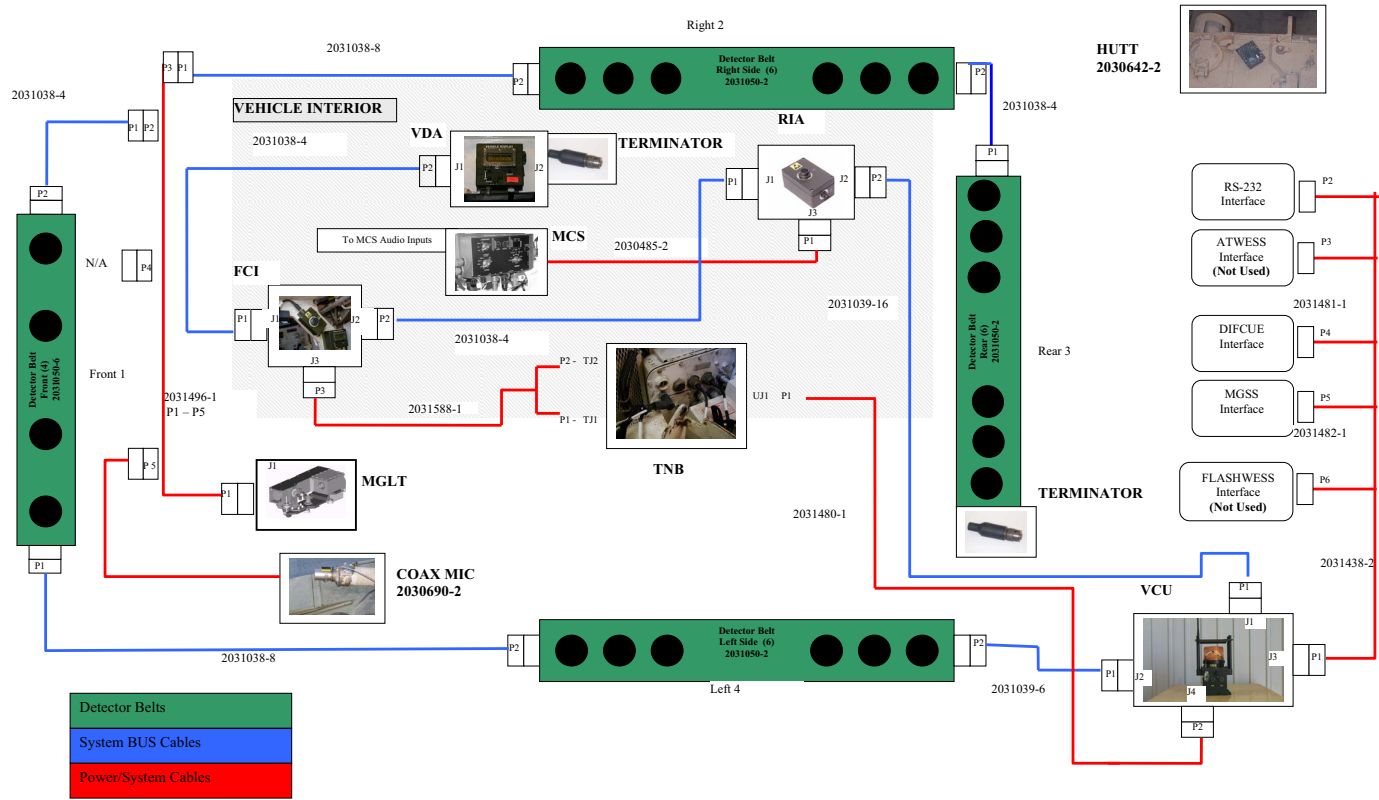 Right 2
2031038-8
HUTT
2030642-2
P3 P1
P2
Detector Belt
Right Side (6)
2031050-2
P2
2031038-4
2031038-4
VEHICLE INTERIOR
RIA
P1 P2
2031038-4
VDA
TERMINATOR
P1
P2
J1
J2
P1
J1
J2
P2
J3
RS-232
Interface
P2
P2
To MCS Audio Inputs
MCS
2030485-2
P1
ATWESS
Interface
(Not Used)
P3
N/A
P4
FCI
2031039-16
2031481-1
P1
J1
J2
P2
2031038-4
DIFCUE
Interface
P4
Detector Belt
Front (4)
2031050-6
Front 1
J3
Detector Belt
Rear (6)
2031050-2
Rear 3
P2 - TJ2
P3
2031496-1
P1 – P5
2031588-1
P1 - TJ1
UJ1 P1
MGSS
Interface
P5
2031482-1
P 5
J1
MGLT
TNB
P1
TERMINATOR
FLASHWESS
Interface
(Not Used)
P6
2031480-1
2031438-2
P1
COAX MIC
2030690-2
VCU
P1
J1
P2
Detector Belt
Left Side (6)
2031050-2
P2
J3
P1
2031038-8
P1
J2
2031039-6
Left 4
J4
P2
Detector Belts
System BUS Cables
Power/System Cables